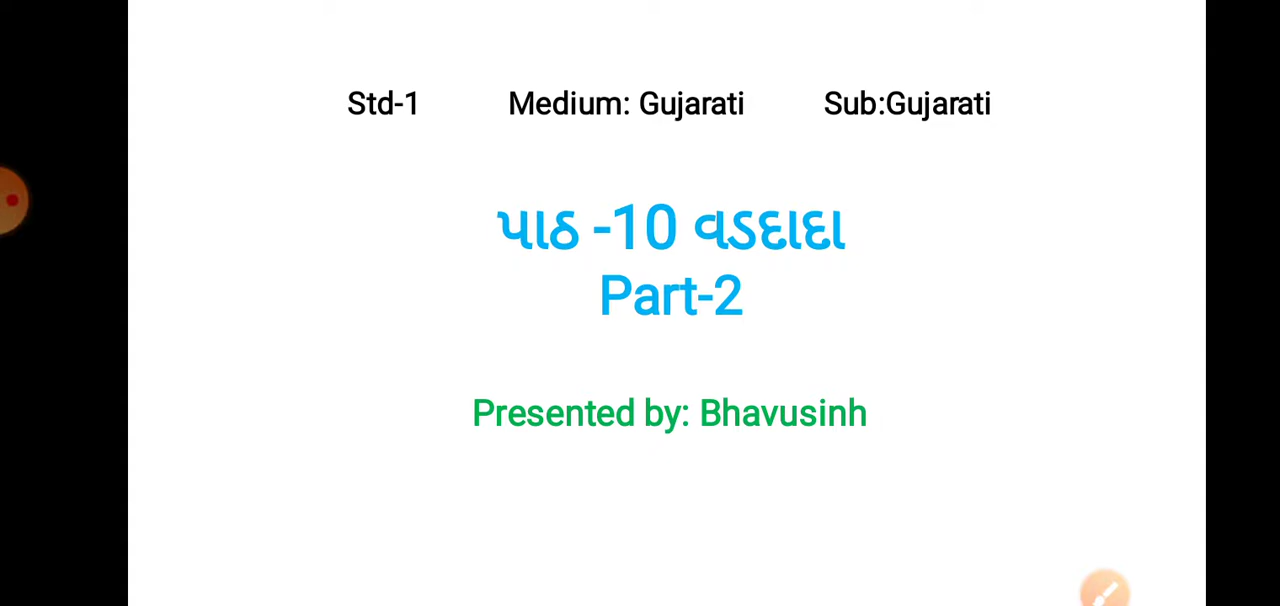 Std-1 Medium: Gujarati Sub:Gujarati
પાઠ -10 વડદાદા
Part-2
Presented by: Bhavusinh